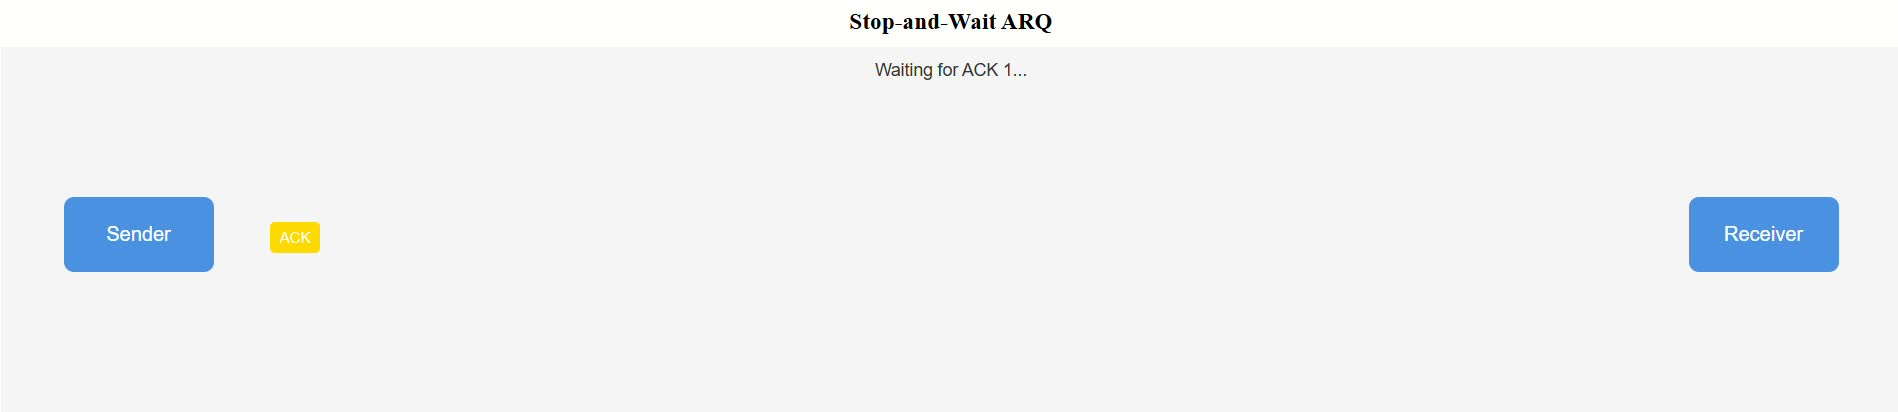 Stop-and-Wait ARQ
Waiting for ACK 1...
Sender
ACK
Receiver